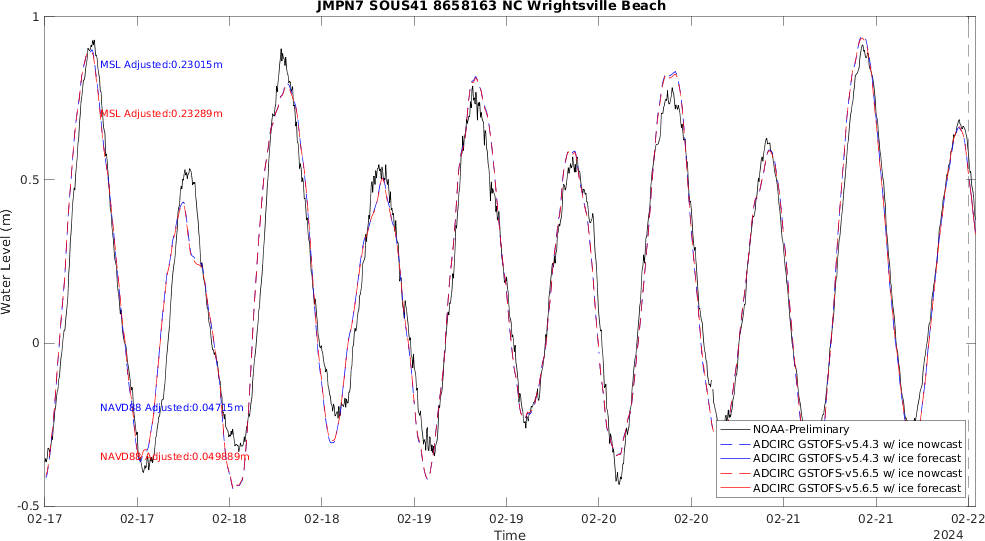 JMPN7 SOUS41 8658163 NC Wrightsville Beach
1
0.5
0
-0.5
Water Level (m)
MSL Adjusted:0.23015m
MSL Adjusted:0.23289m
NAVD88 Adjusted:0.04715m
NAVD88 Adjusted:0.049889m
NOAA-Preliminary
ADCIRC GSTOFS-v5.4.3 w/ ice nowcast
ADCIRC GSTOFS-v5.4.3 w/ ice forecast
ADCIRC GSTOFS-v5.6.5 w/ ice nowcast
ADCIRC GSTOFS-v5.6.5 w/ ice forecast
02-17 02-17 02-18 02-18 02-19 02-19 02-20 02-20 02-21 02-21 02-22
Time
2024